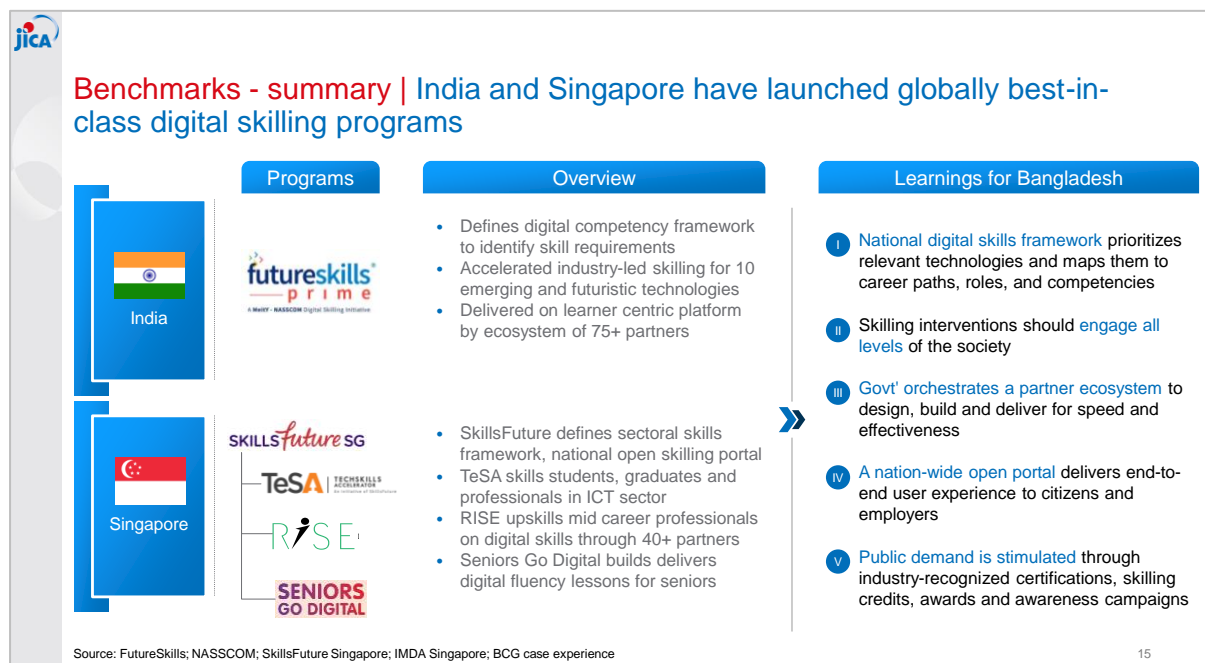 jICA
Benchmarks - summary | India and Singapore have launched globally best-in-
class digital skilling programs
Programs
Overview
Learnings for Bangladesh
India
futureskills
prime
A MeitY - NASSCOM Digital Skilling Initiative
• Defines digital competency framework
to identify skill requirements
• Accelerated industry-led skilling for 10
emerging and futuristic technologies
• Delivered on learner centric platform
by ecosystem of 75+ partners
Singapore
SKILLSfuture SG
TeSA | TECHSKILLS
ACCELERATOR
An initiative of SkillsFuture
RISE
SENIORS
GO DIGITAL
• SkillsFuture defines sectoral skills
framework, national open skilling portal
• TeSA skills students, graduates and
professionals in ICT sector
• RISE upskills mid career professionals
on digital skills through 40+ partners
• Seniors Go Digital builds delivers
digital fluency lessons for seniors
I National digital skills framework prioritizes
relevant technologies and maps them to
career paths, roles, and competencies
II Skilling interventions should engage all
levels of the society
III Govt' orchestrates a partner ecosystem to
design, build and deliver for speed and
effectiveness
IV A nation-wide open portal delivers end-to-
end user experience to citizens and
employers
V Public demand is stimulated through
industry-recognized certifications, skilling
credits, awards and awareness campaigns
Source: FutureSkills; NASSCOM; SkillsFuture Singapore; IMDA Singapore; BCG case experience
15